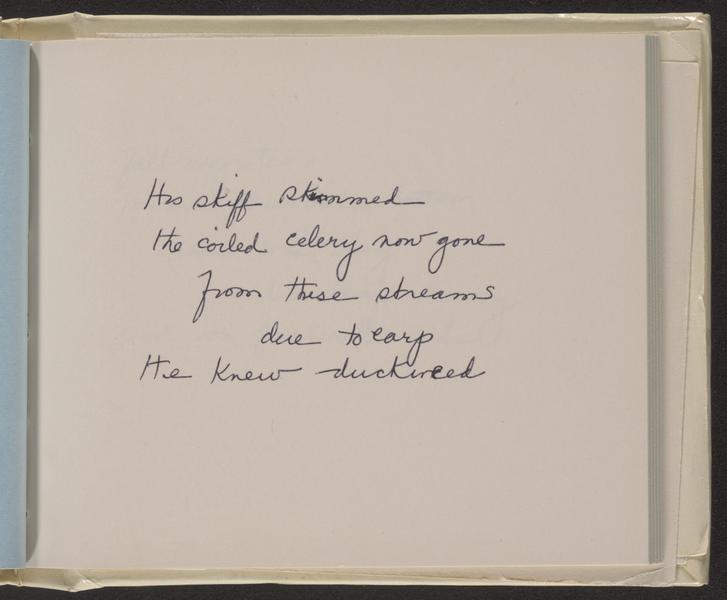 His skiff skimmed
the coiled celery now gone
from these streams
due to carp
He knew duckweed